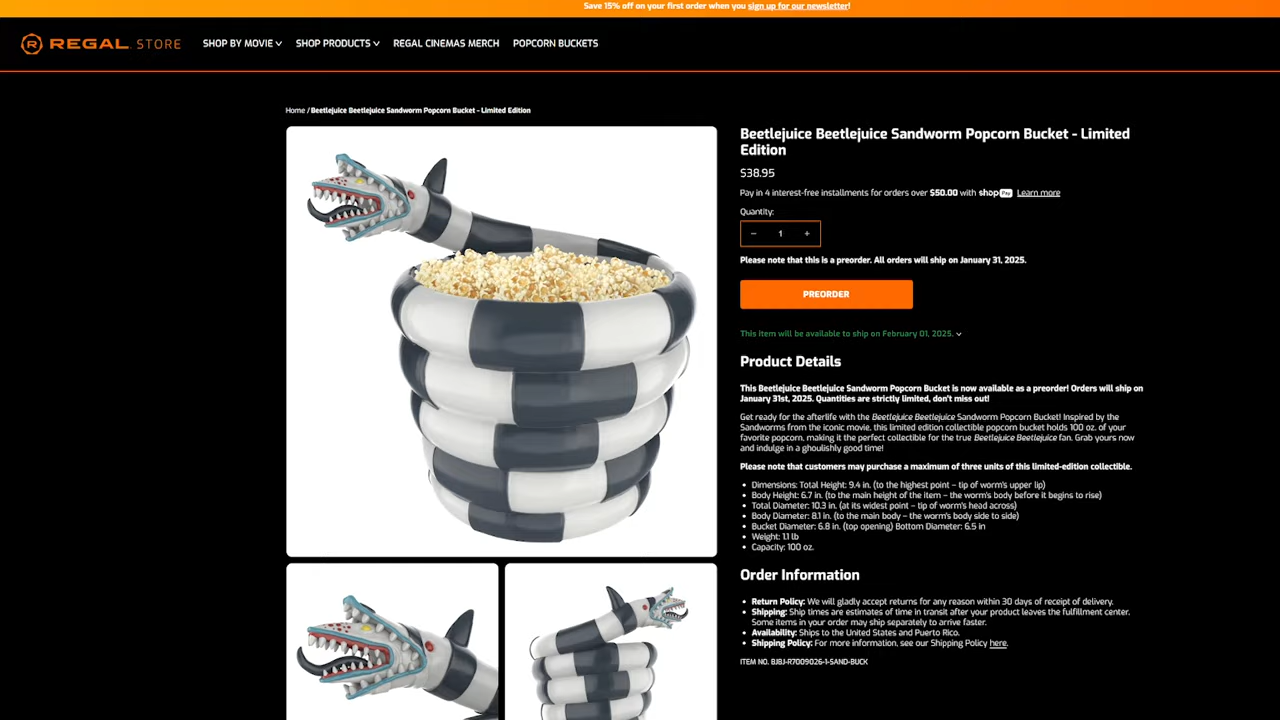 Save 15% off on your first order when you sign up for our newsletter!
R REGAL STORE
SHOP BY MOVIE
SHOP PRODUCTS
REGAL CINEMAS MERCH
POPCORN BUCKETS
Home / Beetlejuice Beetlejuice Sandworm Popcorn Bucket - Limited Edition
Beetlejuice Beetlejuice Sandworm Popcorn Bucket - Limited
Edition
$38.95
Pay in 4 interest-free installments for orders over $50.00 with shop Pay Learn more
Quantity:
− 1 +
Please note that this is a preorder. All orders will ship on January 31, 2025.
PREORDER
This item will be available to ship on February 01, 2025.
Product Details
This Beetlejuice Beetlejuice Sandworm Popcorn Bucket is now available as a preorder! Orders will ship on
January 31st, 2025. Quantities are strictly limited, don't miss out!
Get ready for the afterlife with the Beetlejuice Beetlejuice Sandworm Popcorn Bucket! Inspired by the
Sandworms from the iconic movie, this limited edition collectible popcorn bucket holds 100 oz. of your
favorite popcorn, making it the perfect collectible for the true Beetlejuice Beetlejuice fan. Grab yours now
and indulge in a ghoulishly good time!
Please note that customers may purchase a maximum of three units of this limited-edition collectible.
• Dimensions: Total Height: 9.4 in. (to the highest point – tip of worm's upper lip)
• Body Height: 6.7 in. (to the main height of the item – the worm's body before it begins to rise)
• Total Diameter: 10.3 in. (at its widest point – tip of worm's head across)
• Body Diameter: 8.1 in. (to the main body – the worm's body side to side)
• Bucket Diameter: 6.8 in. (top opening) Bottom Diameter: 6.5 in
• Weight: 1.1 lb
• Capacity: 100 oz.
Order Information
• Return Policy: We will gladly accept returns for any reason within 30 days of receipt of delivery.
• Shipping: Ship times are estimates of time in transit after your product leaves the fulfillment center.
Some items in your order may ship separately to arrive faster.
• Availability: Ships to the United States and Puerto Rico.
• Shipping Policy: For more information, see our Shipping Policy here.
ITEM NO. BJBJ-R7009026-1-SAND-BUCK